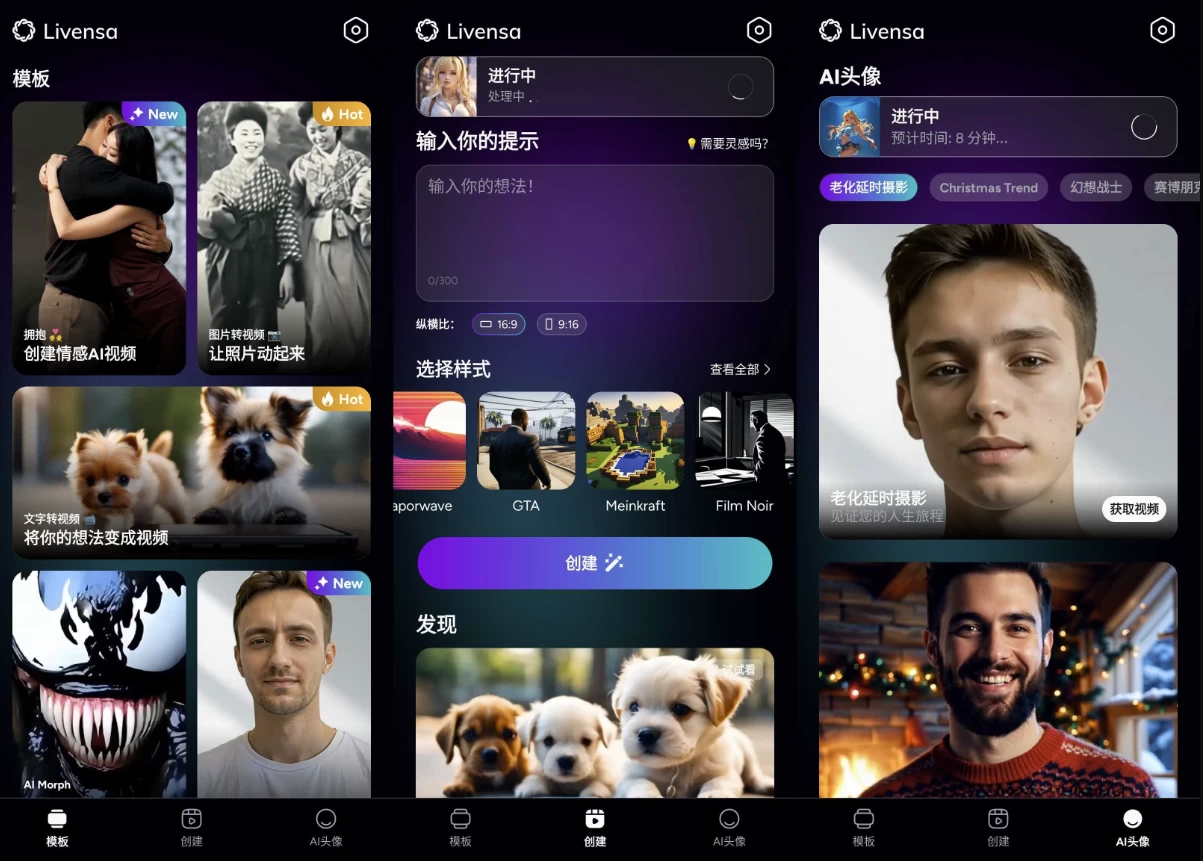 Livensa
模板
New
Hot
拥抱
创建情感AI视频
图片转视频
让照片动起来
Hot
文字转视频
将你的想法变成视频
New
AI Morph
模板
创建
AI头像
Livensa
进行中
处理中 . .
输入你的提示
需要灵感吗?
输入你的想法!
0/300
纵横比:
16:9
9:16
选择样式
查看全部
aporwave
GTA
Meinkraft
Film Noir
创建
发现
试试看
模板
创建
AI头像
Livensa
AI头像
进行中
预计时间: 8 分钟...
老化延时摄影
Christmas Trend
幻想战士
赛博朋克
老化延时摄影
见证您的人生旅程
获取视频
模板
创建
AI头像